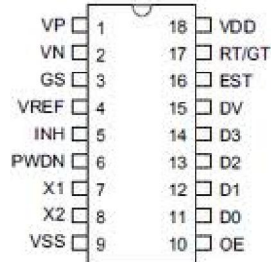 VP 1 18 VDD
VN 2 17 RT/GT
GS 3 16 EST
VREF 4 15 DV
INH 5 14 D3
PWDN 6 13 D2
X1 7 12 D1
X2 8 11 D0
VSS 9 10 OE